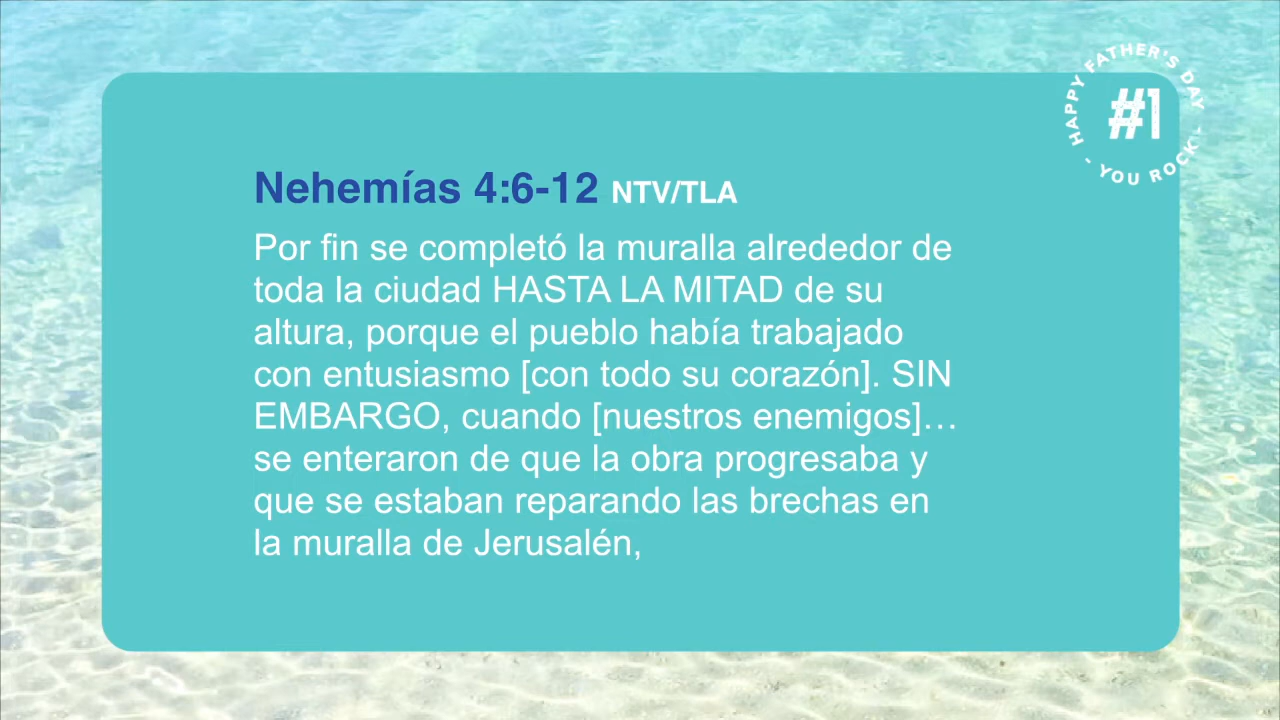 HAPPY FATHER'S DAY
#1
- YOU ROCK -
Nehemías 4:6-12 NTV/TLA
Por fin se completó la muralla alrededor de
toda la ciudad HASTA LA MITAD de su
altura, porque el pueblo había trabajado
con entusiasmo [con todo su corazón]. SIN
EMBARGO, cuando [nuestros enemigos]…
se enteraron de que la obra progresaba y
que se estaban reparando las brechas en
la muralla de Jerusalén,